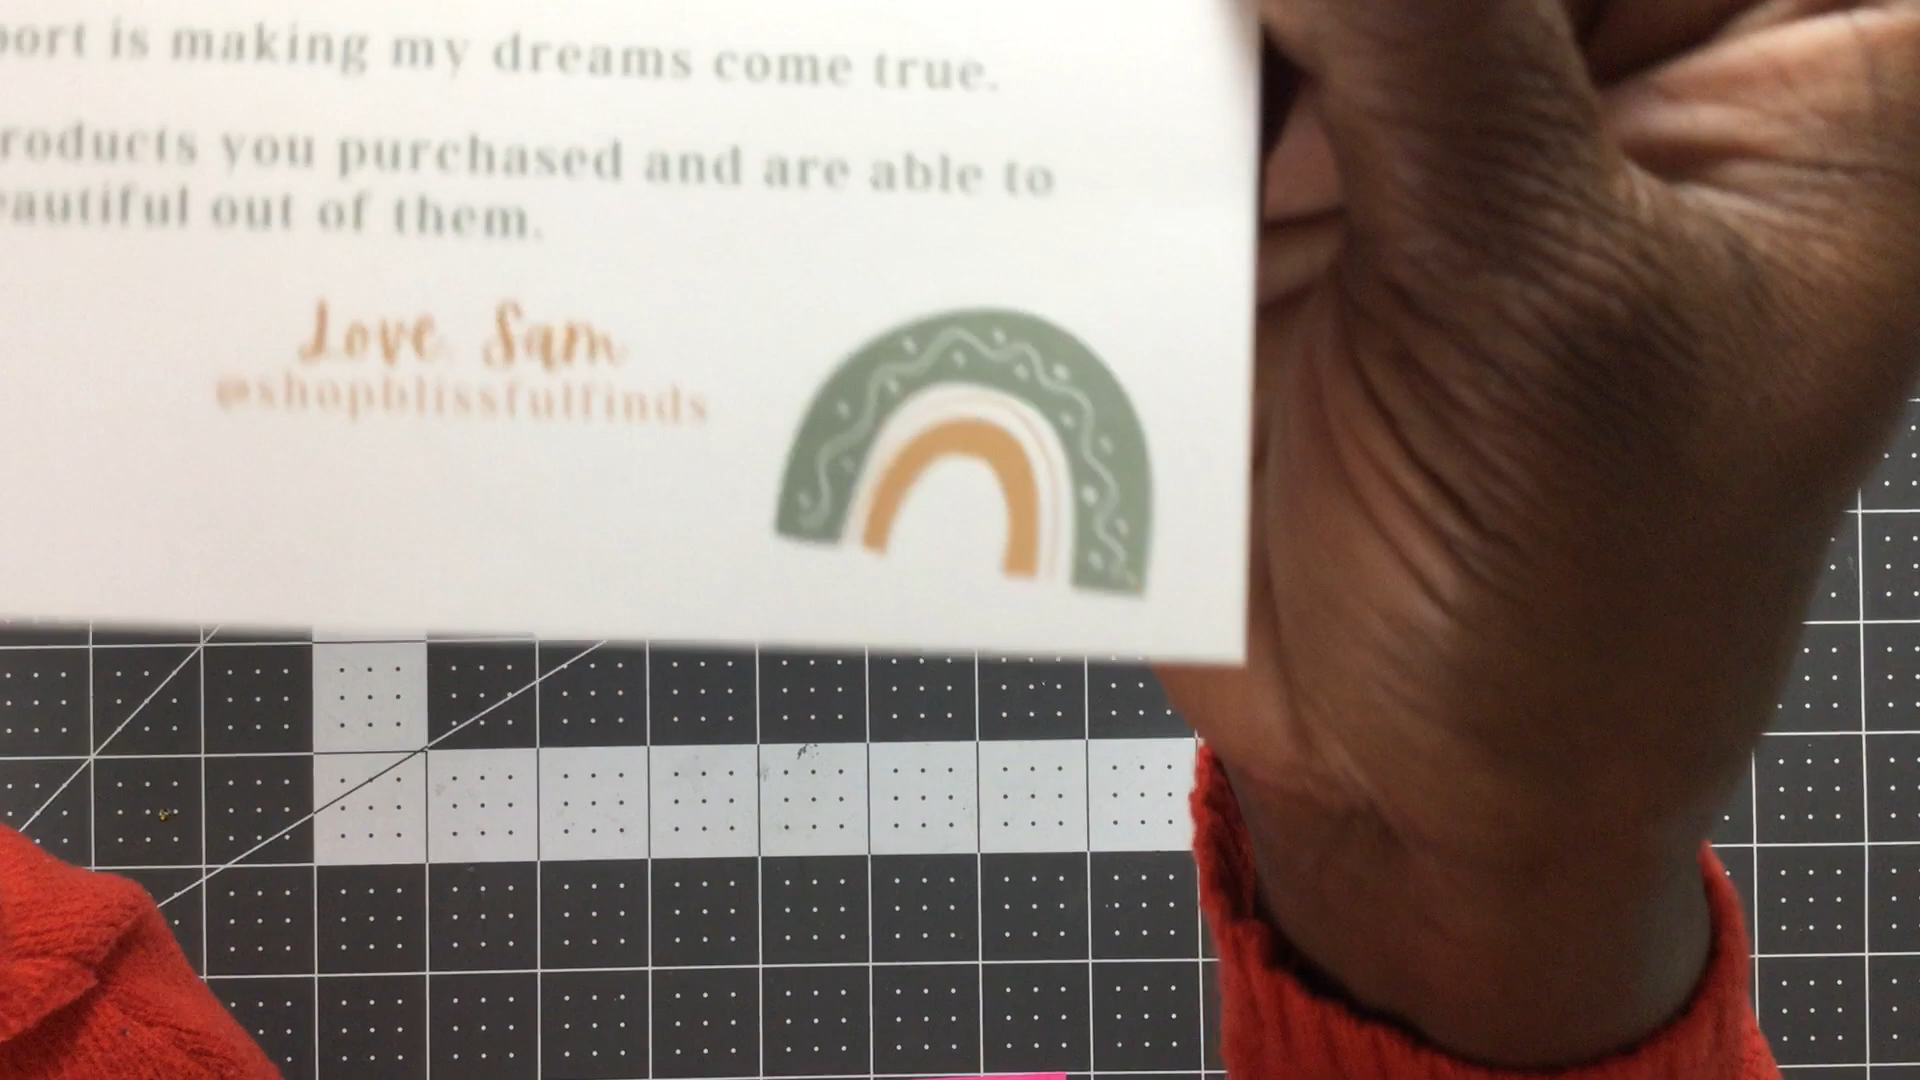 port is making my dreams come true.
roducts you purchased and are able to
eautiful out of them.
Love, Sam
@shopblissfulfinds